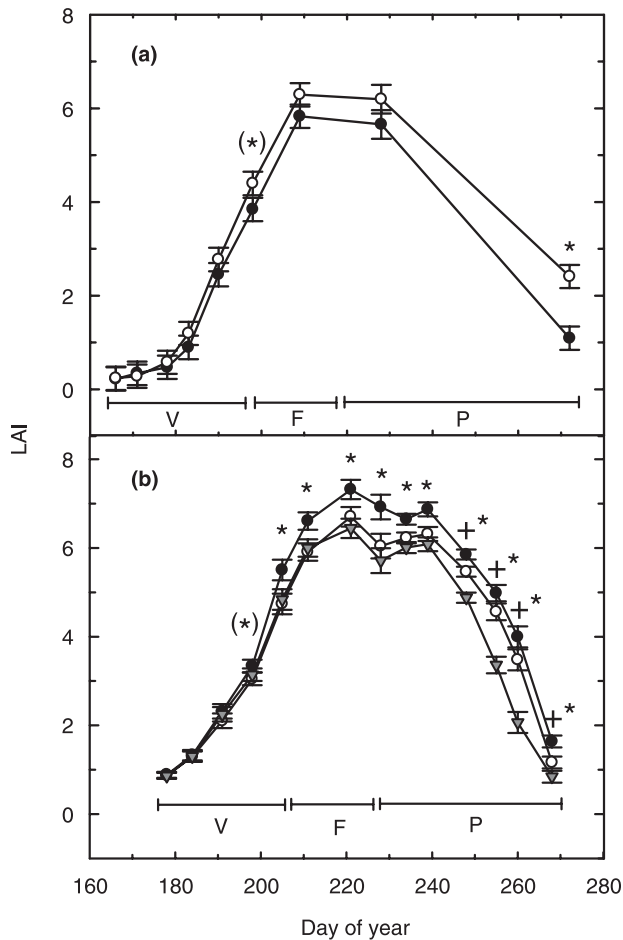 8
(a)
6
(*)
4
*
2
0
V F P
LAI
8
(b)
* * * * * *
+ * + * + * + *
6
(*)
4
2
0
V F P
160 180 200 220 240 260 280
Day of year